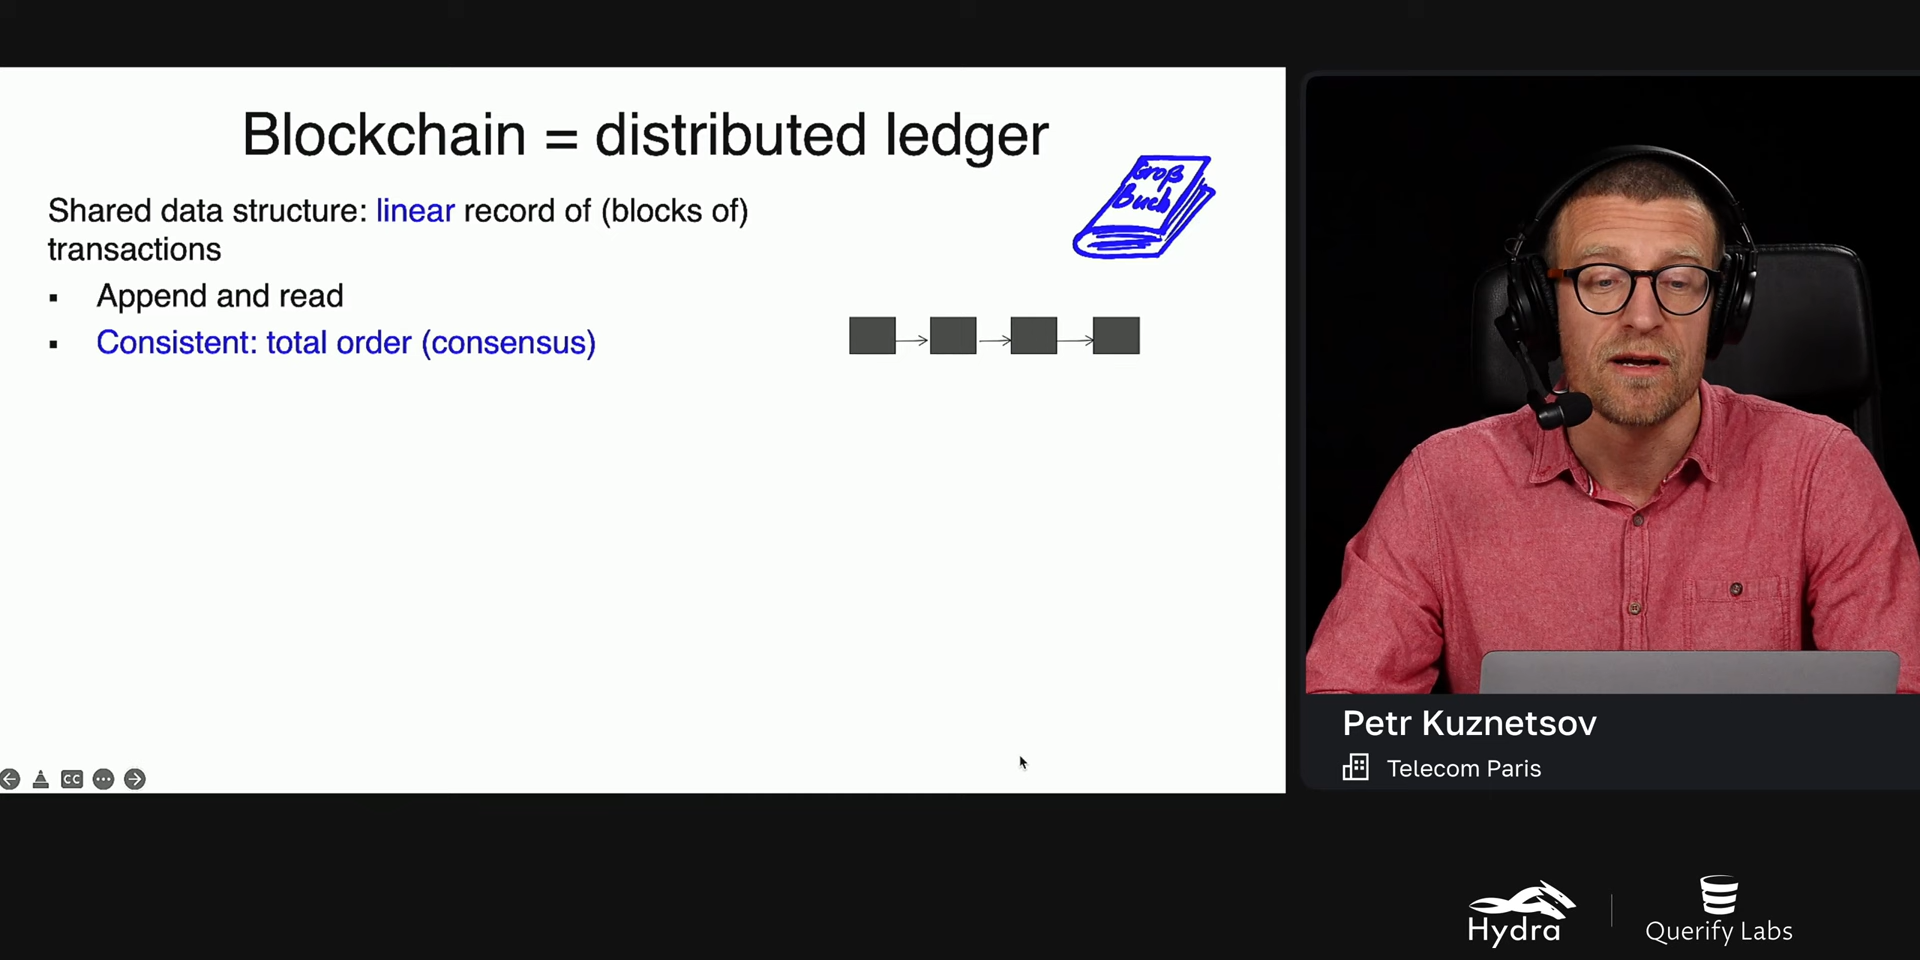 Blockchain = distributed ledger
Groß
Buch
Shared data structure: linear record of (blocks of)
transactions
▪ Append and read
▪ Consistent: total order (consensus)
CC
Petr Kuznetsov
Telecom Paris
Hydra
Querify Labs